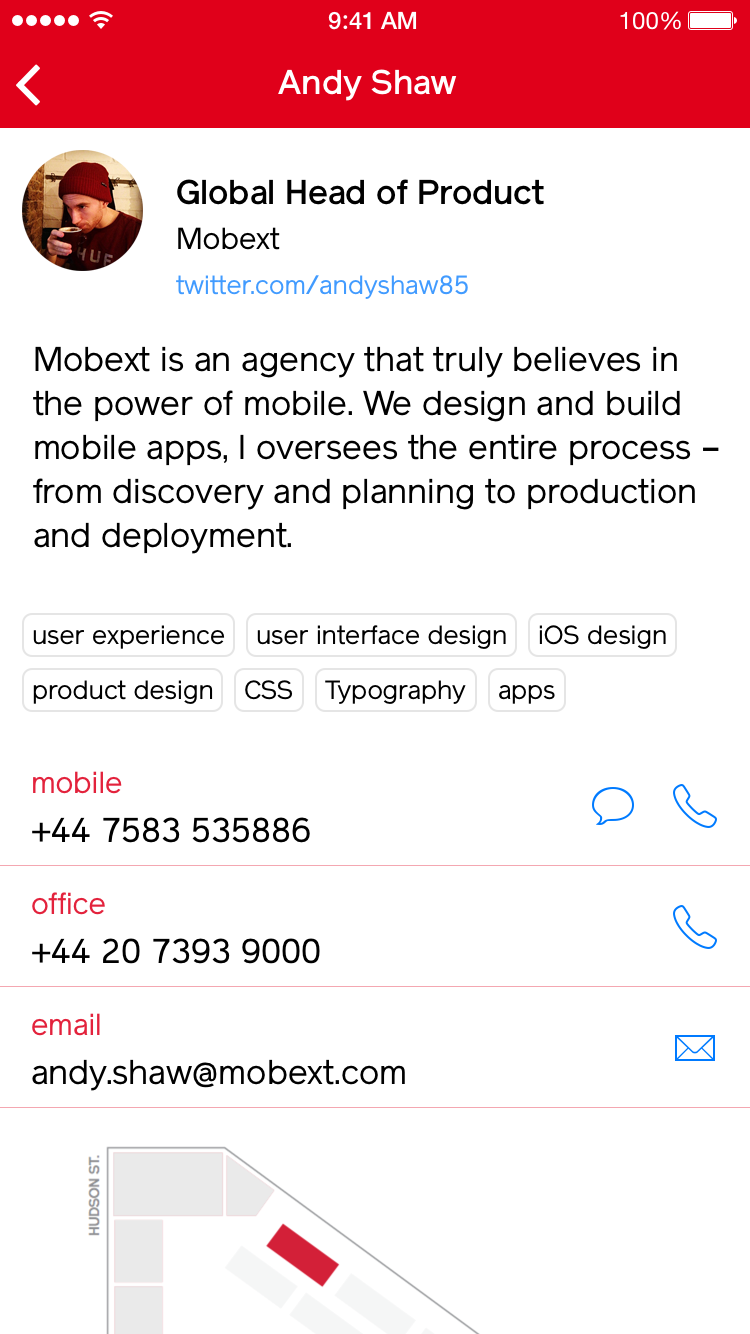 9:41 AM
100%
Andy Shaw
HUF
Global Head of Product
Mobext
twitter.com/andyshaw85
Mobext is an agency that truly believes in
the power of mobile. We design and build
mobile apps, I oversees the entire process –
from discovery and planning to production
and deployment.
user experience
user interface design
iOS design
product design
CSS
Typography
apps
mobile
+44 7583 535886
office
+44 20 7393 9000
email
andy.shaw@mobext.com
HUDSON ST.